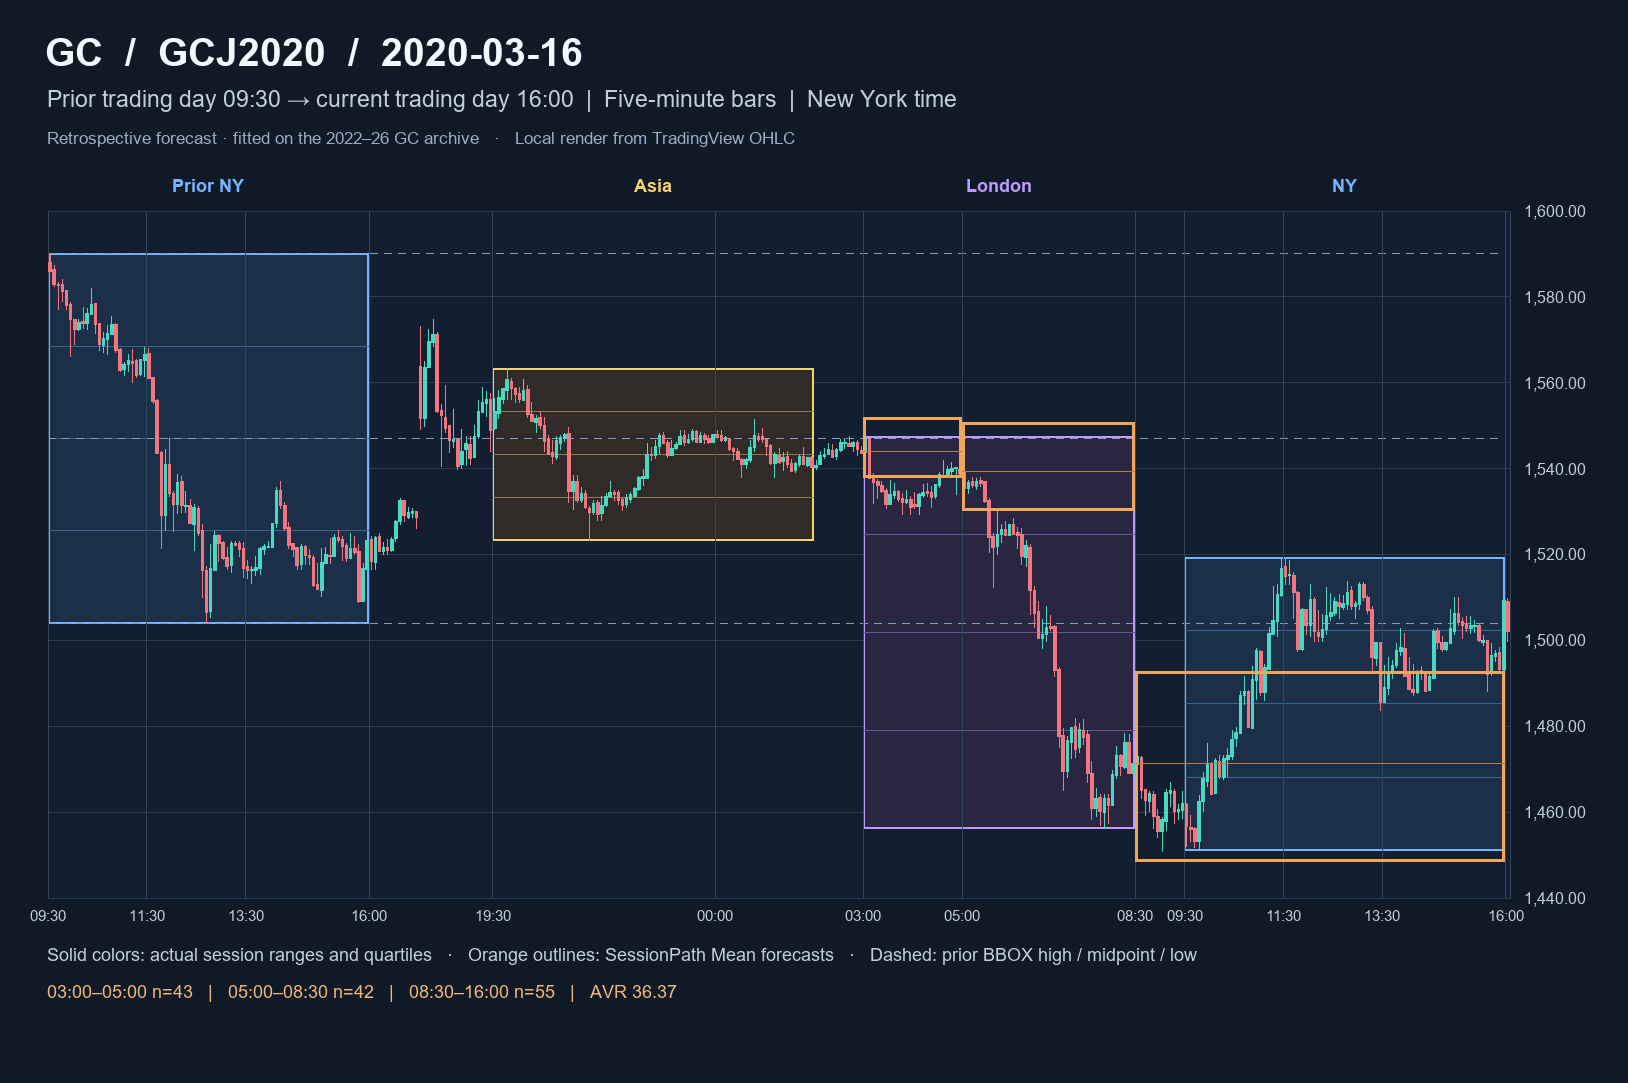 GC / GCJ2020 / 2020-03-16
Prior trading day 09:30 → current trading day 16:00 | Five-minute bars | New York time
Retrospective forecast · fitted on the 2022–26 GC archive · Local render from TradingView OHLC
Prior NY Asia London NY
1,600.00
1,580.00
1,560.00
1,540.00
1,520.00
1,500.00
1,480.00
1,460.00
1,440.00
09:30 11:30 13:30 16:00 19:30 00:00 03:00 05:00 08:30 09:30 11:30 13:30 16:00
Solid colors: actual session ranges and quartiles · Orange outlines: SessionPath Mean forecasts · Dashed: prior BBOX high / midpoint / low
03:00–05:00 n=43 | 05:00–08:30 n=42 | 08:30–16:00 n=55 | AVR 36.37